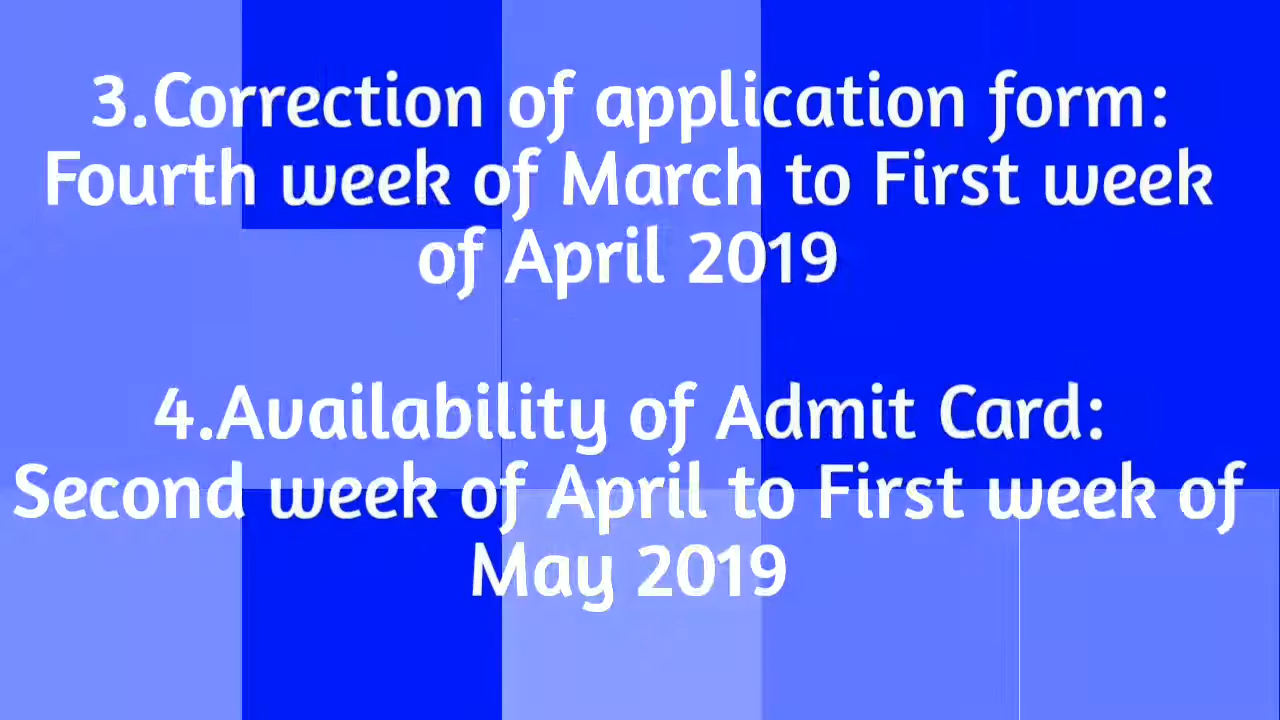 3.Correction of application form:
Fourth week of March to First week
of April 2019
4.Availability of Admit Card:
Second week of April to First week of
May 2019